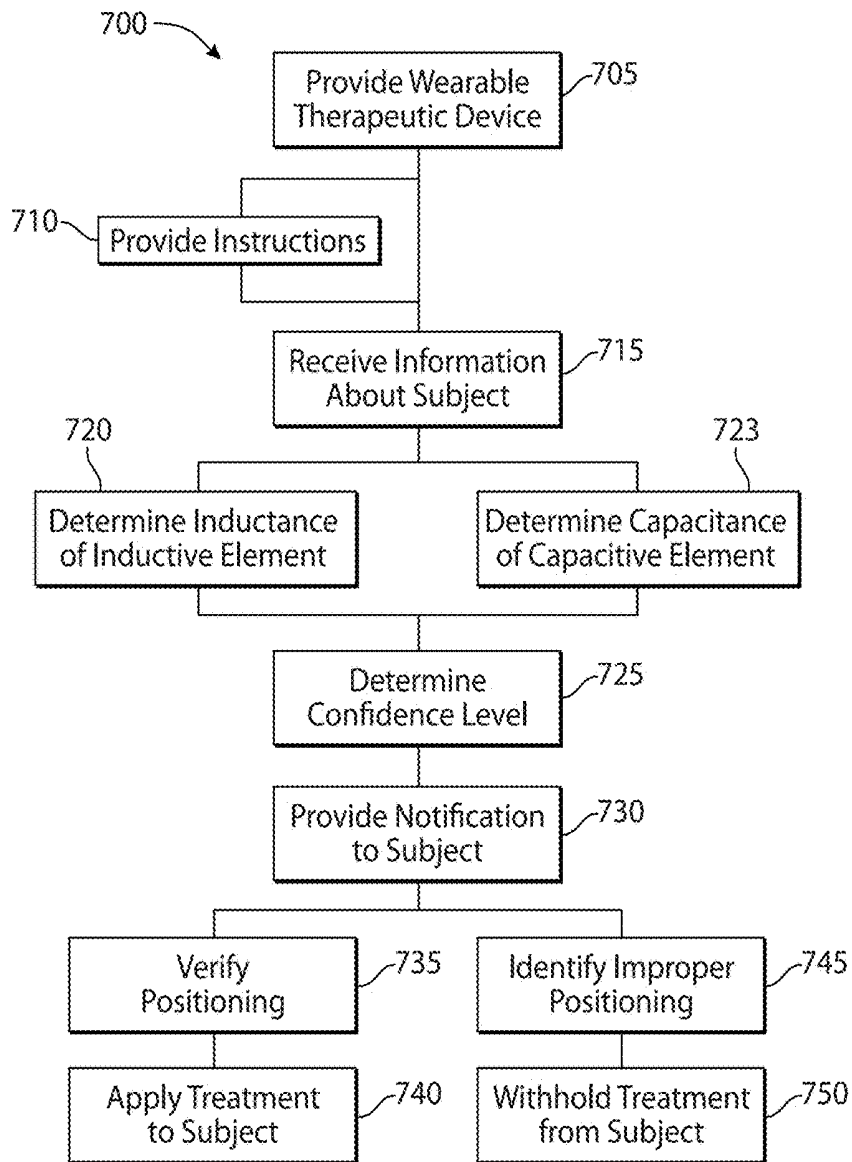 700
Provide Wearable
Therapeutic Device
705
710
Provide Instructions
Receive Information
About Subject
715
720
723
Determine Inductance
of Inductive Element
Determine Capacitance
of Capacitive Element
Determine
Confidence Level
725
Provide Notification
to Subject
730
Verify
Positioning
735
Identify Improper
Positioning
745
Apply Treatment
to Subject
740
Withhold Treatment
from Subject
750